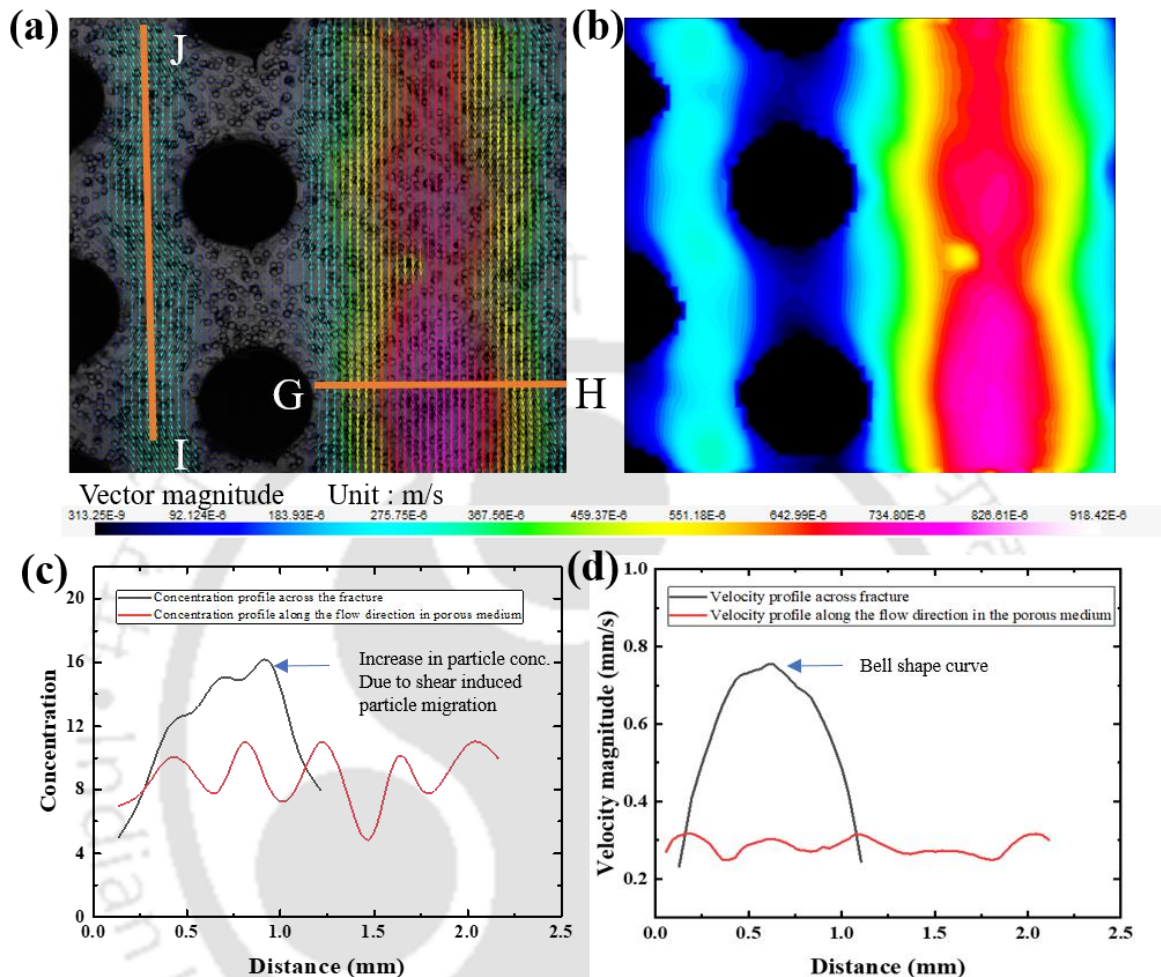 (a)
(b)
J
G
H
I
Vector magnitude Unit : m/s
313.25E-9 92.124E-6 183.93E-6 275.75E-6 367.56E-6 459.37E-6 551.18E-6 642.99E-6 734.80E-6 826.61E-6 918.42E-6
(c)
Concentration profile across the fracture
Concentration profile along the flow direction in porous medium
Increase in particle conc.
Due to shear induced
particle migration
Concentration
20
16
12
8
4
0
0.0 0.5 1.0 1.5 2.0 2.5
Distance (mm)
(d)
Velocity profile across fracture
Velocity profile along the flow direction in the porous medium
Bell shape curve
Velocity magnitude (mm/s)
1.0
0.8
0.6
0.4
0.2
0.0 0.5 1.0 1.5 2.0 2.5
Distance (mm)
Indian